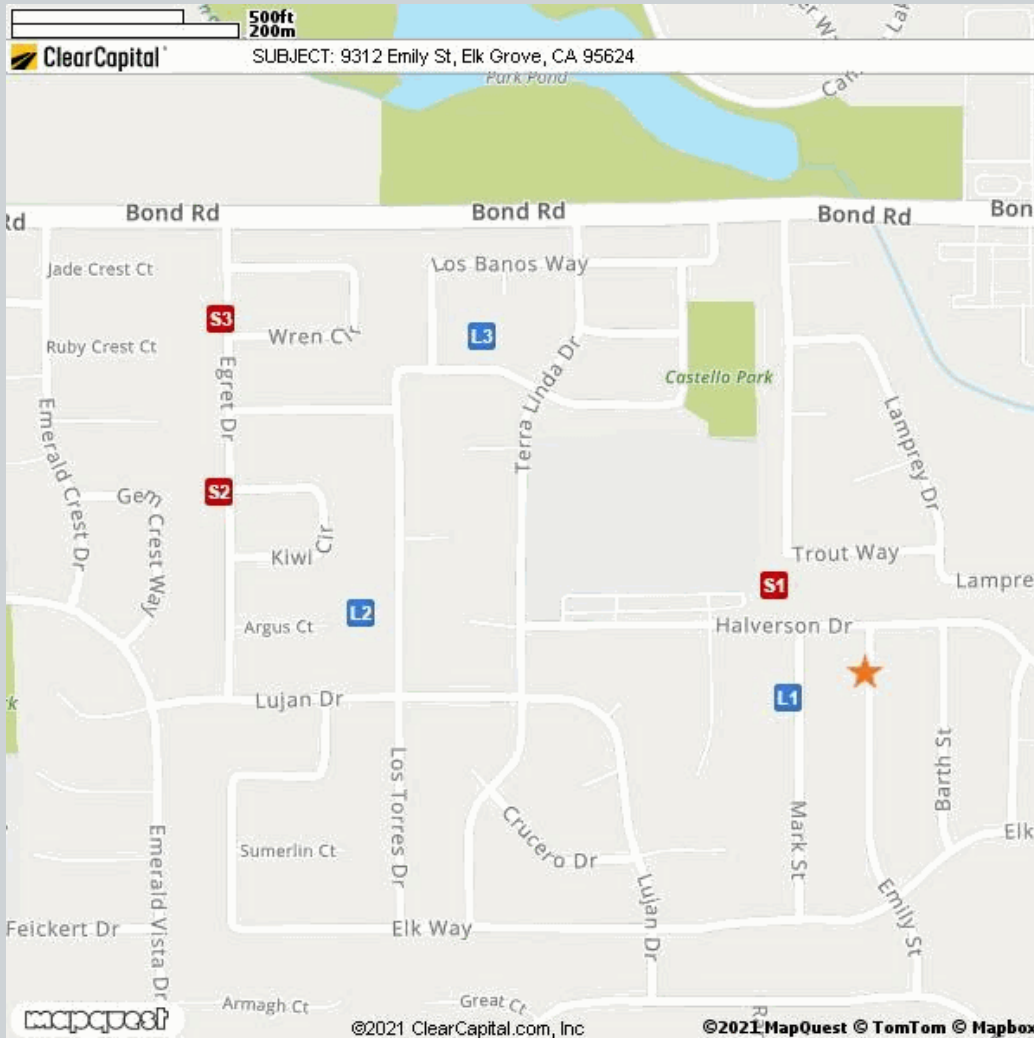 500ft
200m
ClearCapital
SUBJECT: 9312 Emily St, Elk Grove, CA 95624
Park Pond
Bond Rd
Bond Rd
Bond Rd
Rd
Jade Crest Ct
Los Banos Way
S3
Wren Cir
L3
Ruby Crest Ct
Egret Dr
Terra Linda Dr
Castello Park
Emerald Crest Dr
Lamprey Dr
S2
Gem Crest Way
Kiwi Cir
Trout Way
S1
L2
Argus Ct
Halverson Dr
L1
Lujan Dr
Los Torres Dr
Barth St
Mark St
Crucero Dr
Sumerlin Ct
Emerald Vista Dr
Lujan Dr
Emily St
Feickert Dr
Elk Way
Armagh Ct
Great Ct
mapquest
©2021 ClearCapital.com, Inc
©2021 MapQuest © TomTom © Mapbox